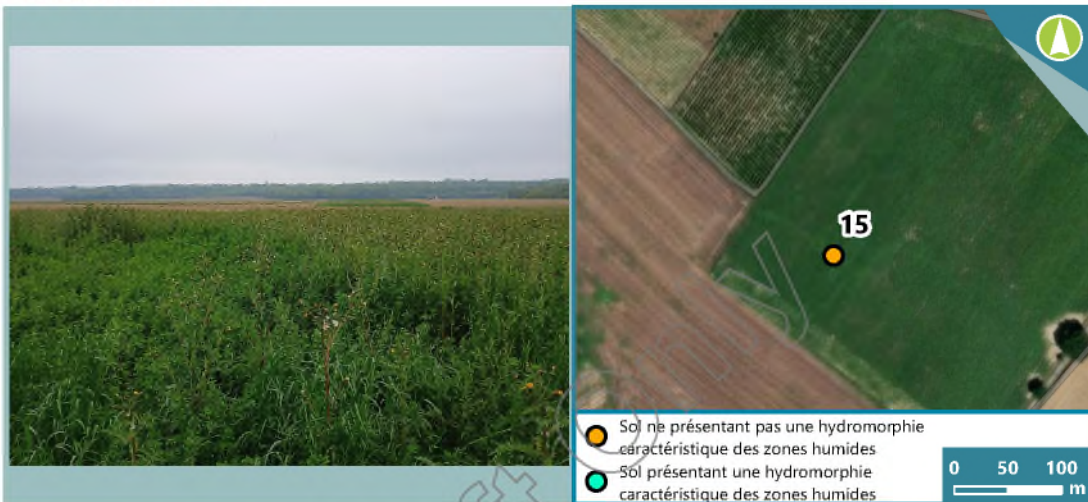 15
Sol ne présentant pas une hydromorphie
caractéristique des zones humides
Sol présentant une hydromorphie
caractéristique des zones humides
0 50 100
m